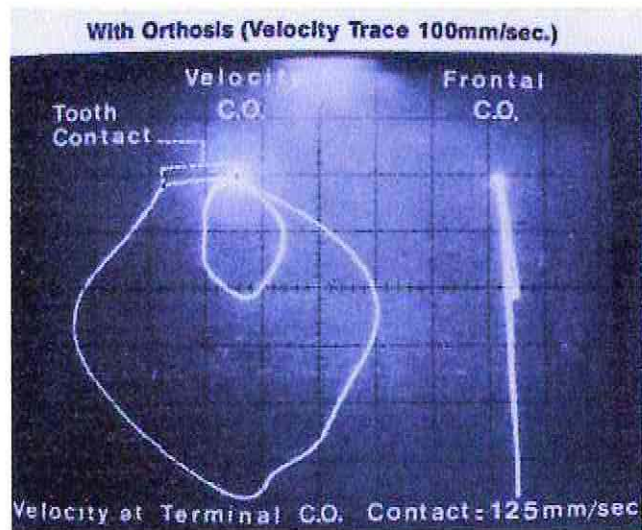 With Orthosis (Velocity Trace 100mm/sec.)
Velocity
C.O.
Frontal
C.O.
Tooth
Contact
Velocity at Terminal C.O. Contact = 125mm/sec